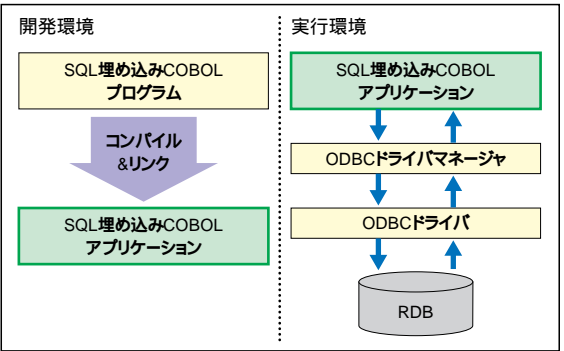 開発環境
SQL埋め込みCOBOL
プログラム
コンパイル
&リンク
SQL埋め込みCOBOL
アプリケーション
実行環境
SQL埋め込みCOBOL
アプリケーション
ODBCドライバマネージャ
ODBCドライバ
RDB